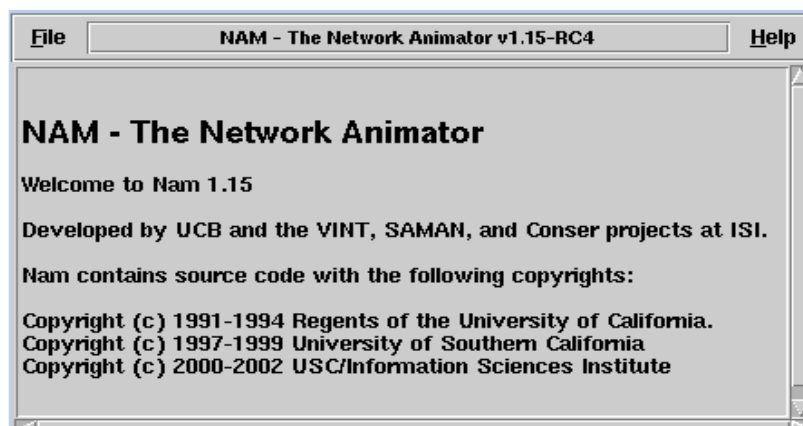 File NAM - The Network Animator v1.15-RC4 Help
NAM - The Network Animator
Welcome to Nam 1.15
Developed by UCB and the VINT, SAMAN, and Conser projects at ISI.
Nam contains source code with the following copyrights:
Copyright (c) 1991-1994 Regents of the University of California.
Copyright (c) 1997-1999 University of Southern California
Copyright (c) 2000-2002 USC/Information Sciences Institute